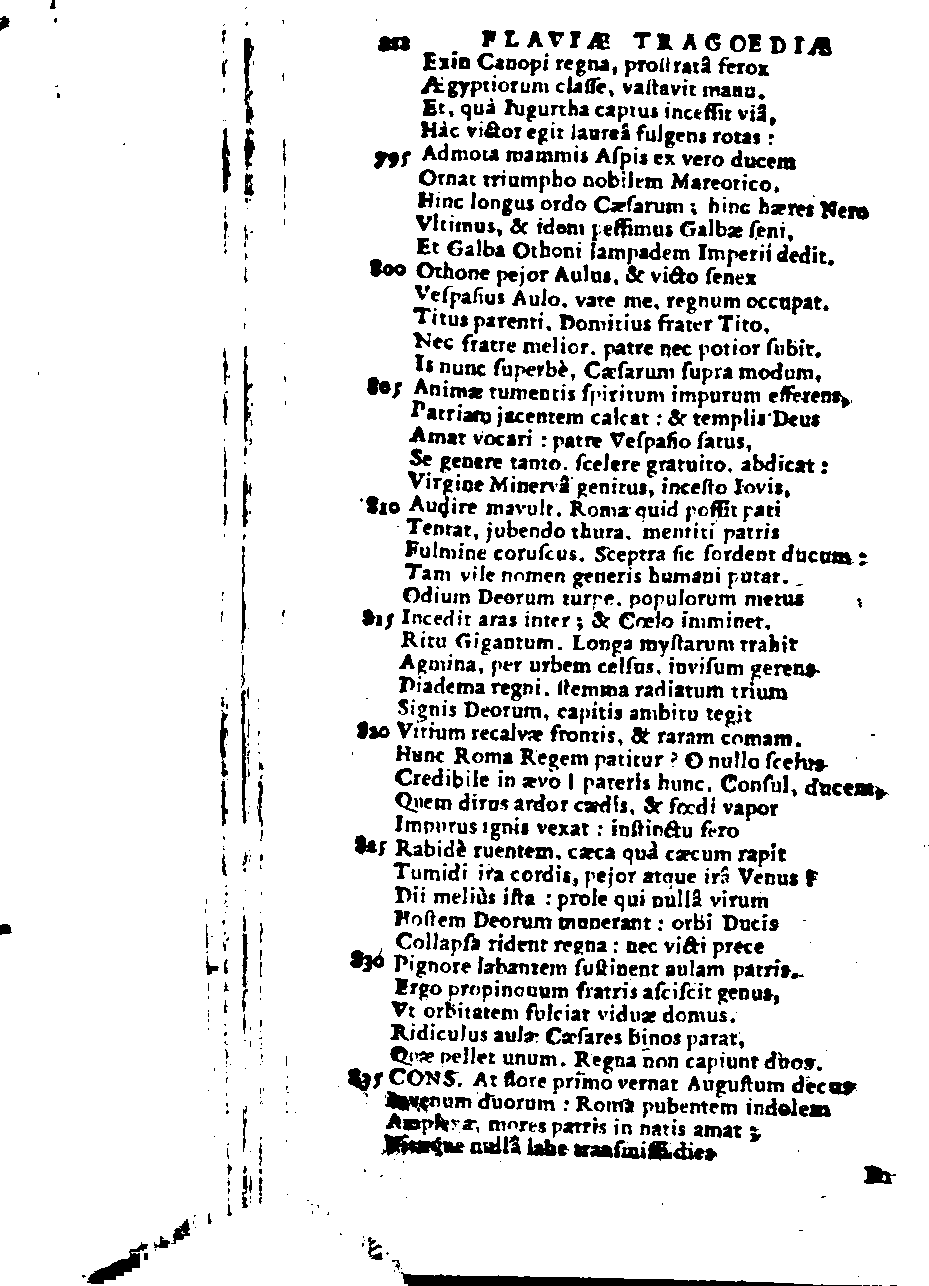 212 FLAVIÆ TRAGOEDIÆ
Exin Canopi regna, proſtratâ ferox
Ægyptiorum claſſe, vaſtavit manu.
Et, quà Iugurtha captus inceſſit viâ,
Hàc victor egit laureâ fulgens rotas :
795 Admota mammis Aſpis ex vero ducem
Ornat triumpho nobilem Mareotico.
Hinc longus ordo Cæſarum ; hinc hæres Nero
Vltimus, & idem peſſimus Galbæ ſeni,
Et Galba Othoni lampadem Imperii dedit.
800 Othone pejor Aulus, & victo ſenex
Veſpaſius Aulo, vate me, regnum occupat.
Titus parenti, Domitius frater Tito,
Nec fratre melior, patre nec potior ſubit.
Is nunc ſuperbè, Cæſarum ſupra modum,
805 Animæ tumentis ſpiritum impurum efferens,
Patriam jacentem calcat : & templis Deus
Amat vocari : patre Veſpaſio ſatus,
Se genere tanto, ſcelere gratuito, abdicat :
Virgine Minervâ genitus, inceſto Iovis,
810 Audire mavult. Roma quid poſſit pati
Tentat, jubendo thura, mentiti patris
Fulmine coruſcus. Sceptra ſic ſordent ducum :
Tam vile nomen generis humani putat.
Odium Deorum turpe, populorum metus
815 Incedit aras inter ; & Cœlo imminet,
Ritu Gigantum. Longa myſtarum trahit
Agmina, per urbem celſus, inviſum gerens
Diadema regni, ſtemma radiatum trium
Signis Deorum, capitis ambitu tegit
820 Vitium recalvæ frontis, & raram comam.
Hunc Roma Regem patitur ? O nullo ſcelus
Credibile in ævo ! pateris hunc, Conſul, ducem,
Quem dirus ardor cædis, & fœdi vapor
Impurus ignis vexat : inſtinctu fero
825 Rabidè ruentem, cæca quà cæcum rapit
Tumidi ira cordis, pejor atque irâ Venus ?
Dii meliùs iſta : prole qui nullâ virum
Hoſtem Deorum munerant : orbi Ducis
Collapſa rident regna : nec victi prece
830 Pignore labantem ſuſtinent aulam patris.
Ergo propinquum fratris aſciſcit genus,
Vt orbitatem fulciat viduæ domus.
Ridiculus aulæ Cæſares binos parat,
Quæ pellet unum. Regna non capiunt duos.
835 CONS. At flore primo vernat Auguſtum decus
Iuvenum duorum : Roma pubentem indolem
Amplexa, mores patris in natis amat ;
nullâ labe tranſmiſſi dies